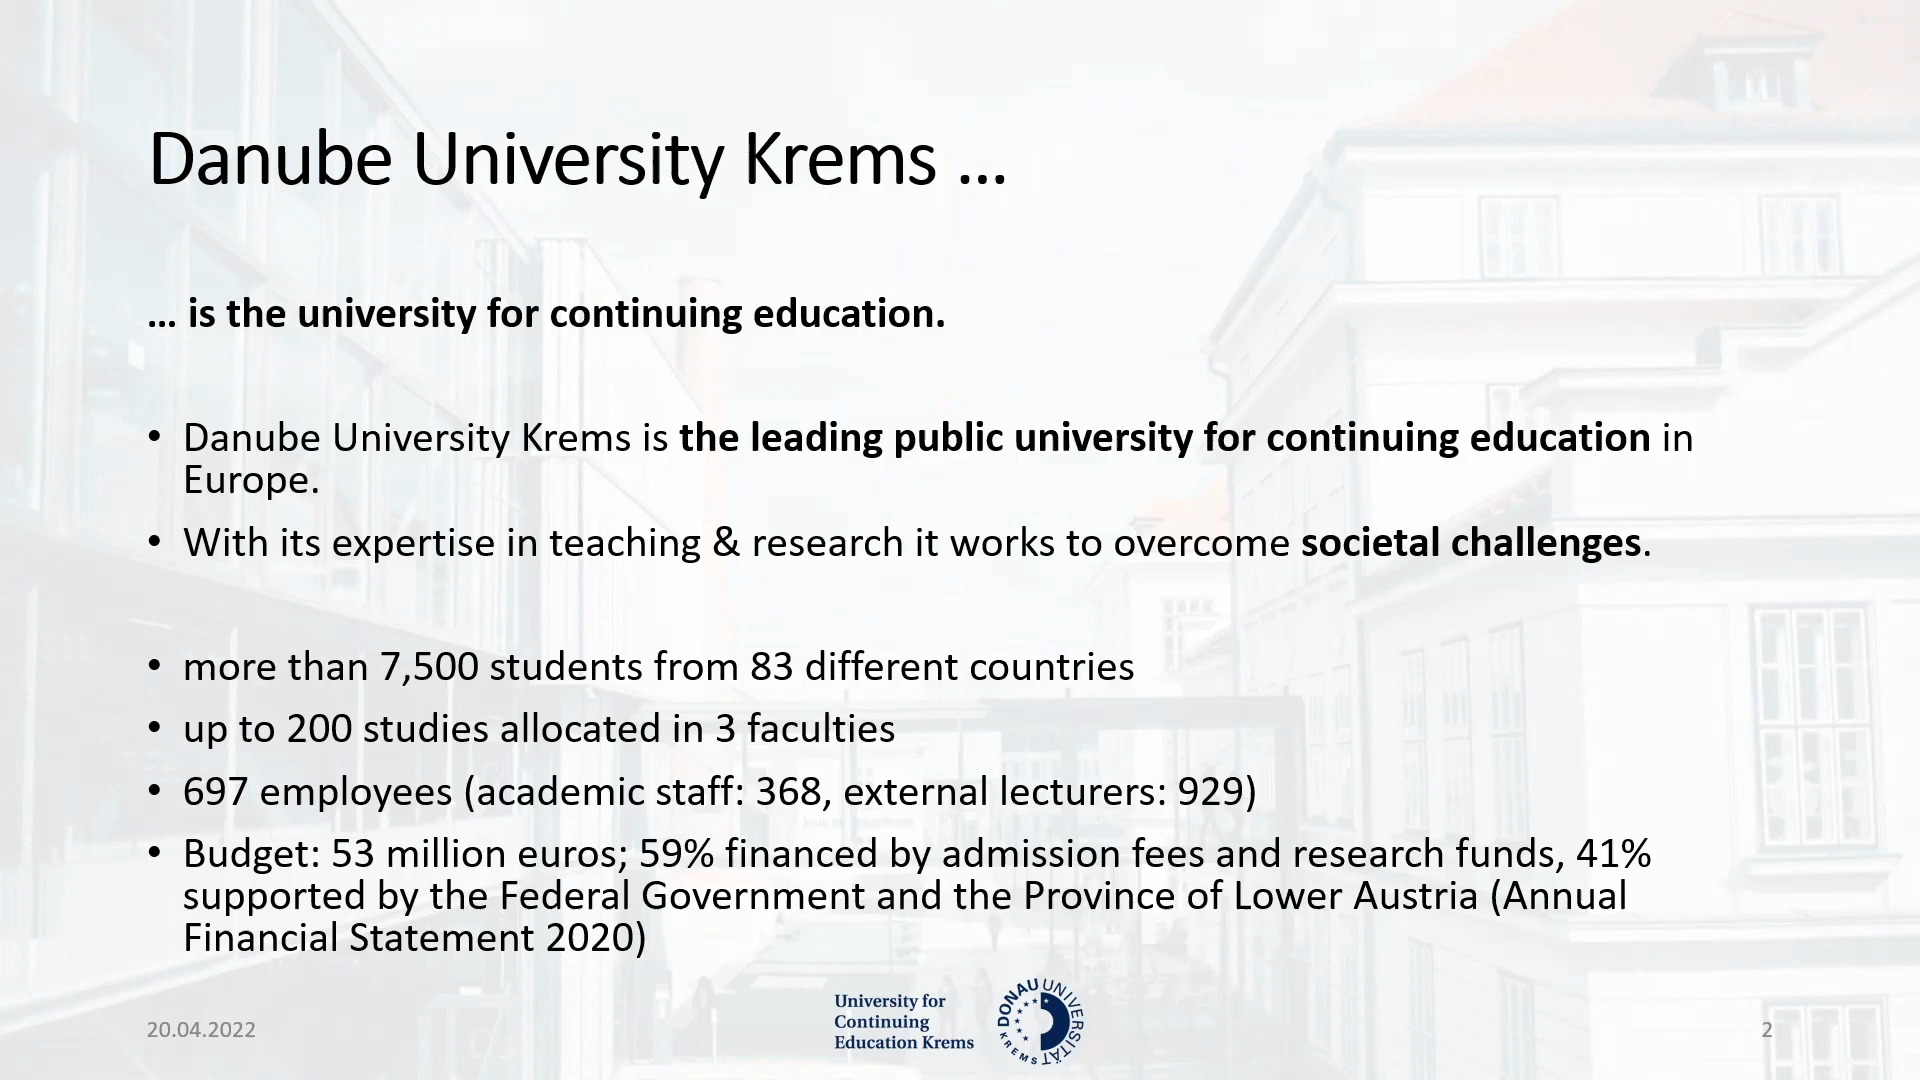 Danube University Krems ...
... is the university for continuing education.
• Danube University Krems is the leading public university for continuing education in
Europe.
• With its expertise in teaching & research it works to overcome societal challenges.
• more than 7,500 students from 83 different countries
• up to 200 studies allocated in 3 faculties
• 697 employees (academic staff: 368, external lecturers: 929)
• Budget: 53 million euros; 59% financed by admission fees and research funds, 41%
supported by the Federal Government and the Province of Lower Austria (Annual
Financial Statement 2020)
20.04.2022
University for
Continuing
Education Krems
DONAU UNIVERSITÄT
KREMS
2